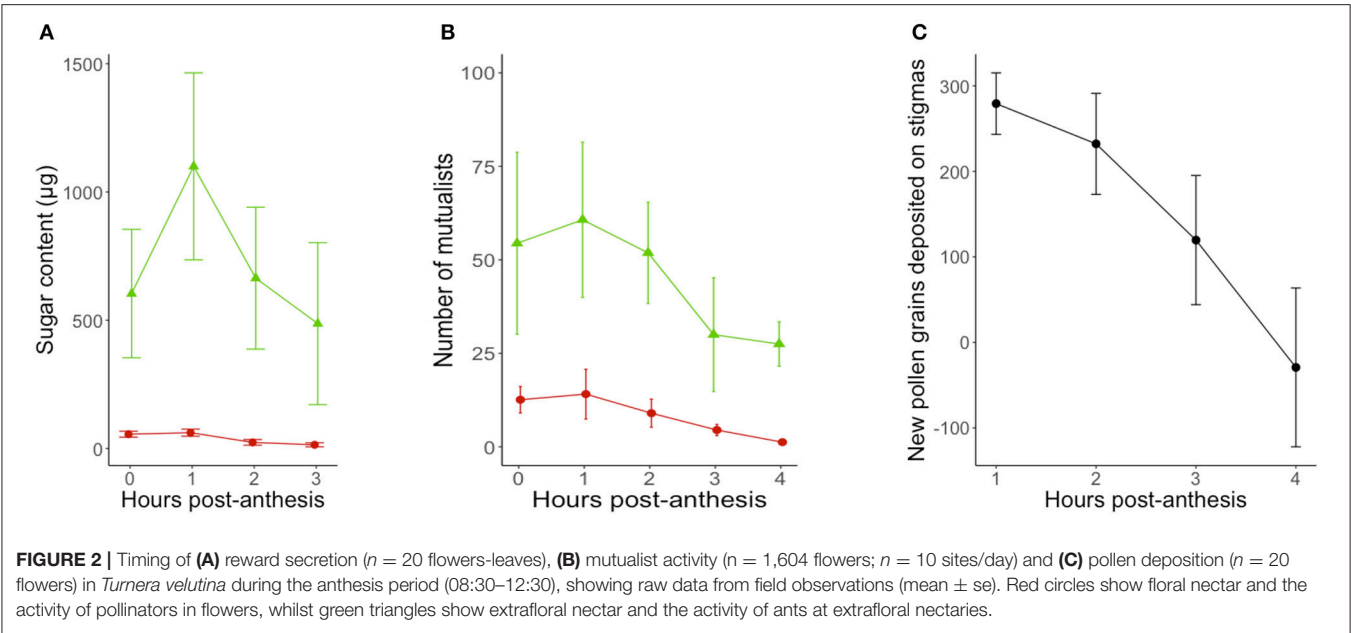 A
B
C
1500
1000
500
0
Sugar content (µg)
0 1 2 3
Hours post-anthesis
100
75
50
25
0
Number of mutualists
0 1 2 3 4
Hours post-anthesis
300
200
100
0
-100
New pollen grains deposited on stigmas
1 2 3 4
Hours post-anthesis
FIGURE 2 | Timing of (A) reward secretion (n = 20 flowers-leaves), (B) mutualist activity (n = 1,604 flowers; n = 10 sites/day) and (C) pollen deposition (n = 20
flowers) in Turnera velutina during the anthesis period (08:30–12:30), showing raw data from field observations (mean ± se). Red circles show floral nectar and the
activity of pollinators in flowers, whilst green triangles show extrafloral nectar and the activity of ants at extrafloral nectaries.